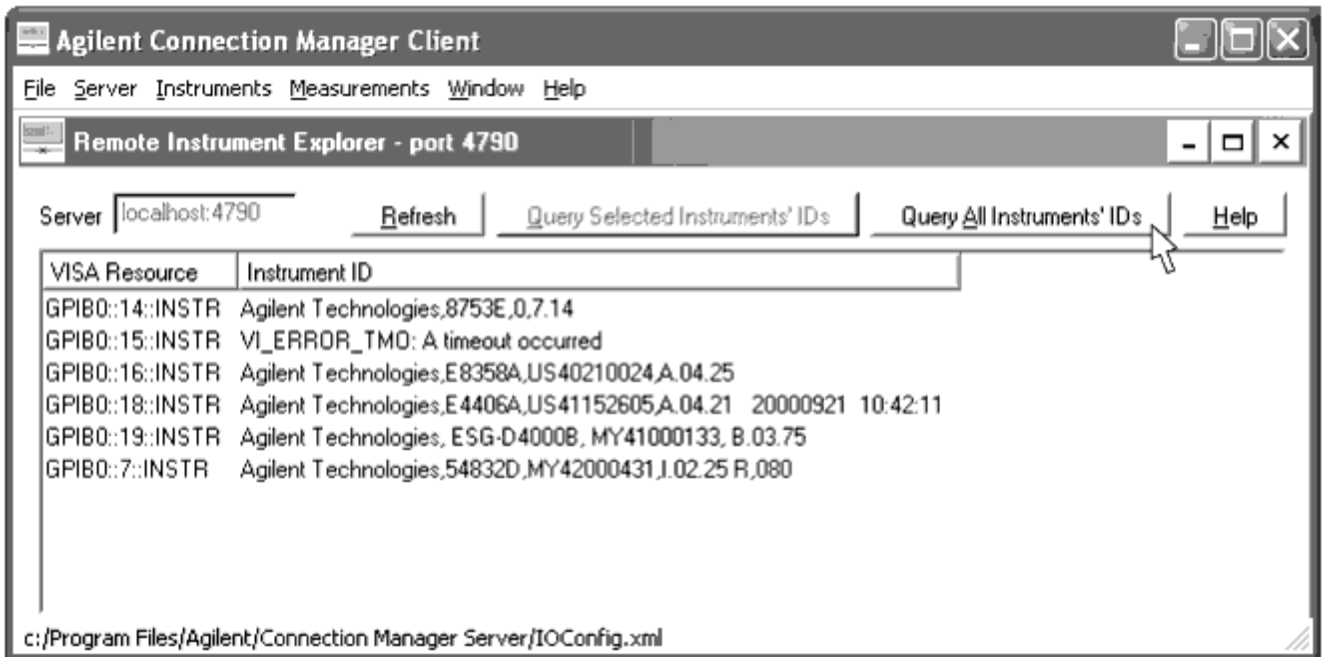 Agilent Connection Manager Client
File Server Instruments Measurements Window Help
Remote Instrument Explorer - port 4790
Server localhost:4790 Refresh Query Selected Instruments' IDs Query All Instruments' IDs Help
VISA Resource Instrument ID
GPIB0::14::INSTR Agilent Technologies,8753E,0,7.14
GPIB0::15::INSTR VI_ERROR_TMO: A timeout occurred
GPIB0::16::INSTR Agilent Technologies,E8358A,US40210024,A.04.25
GPIB0::18::INSTR Agilent Technologies,E4406A,US41152605,A.04.21 20000921 10:42:11
GPIB0::19::INSTR Agilent Technologies, ESG-D4000B, MY41000133, B.03.75
GPIB0::7::INSTR Agilent Technologies,54832D,MY42000431,I.02.25 R,080
c:/Program Files/Agilent/Connection Manager Server/IOConfig.xml